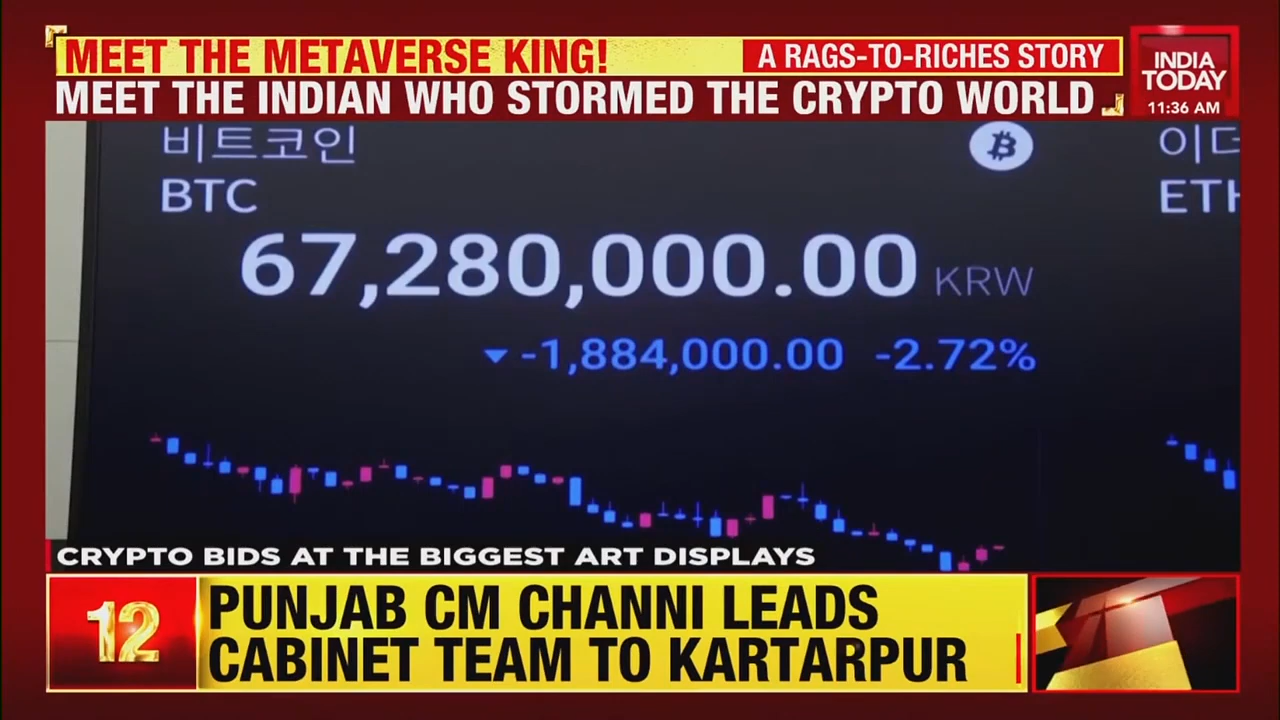 MEET THE METAVERSE KING!
A RAGS-TO-RICHES STORY
MEET THE INDIAN WHO STORMED THE CRYPTO WORLD
INDIA
TODAY
11:36 AM
비트코인
BTC
67,280,000.00 KRW
-1,884,000.00 -2.72%
CRYPTO BIDS AT THE BIGGEST ART DISPLAYS
12
PUNJAB CM CHANNI LEADS
CABINET TEAM TO KARTARPUR